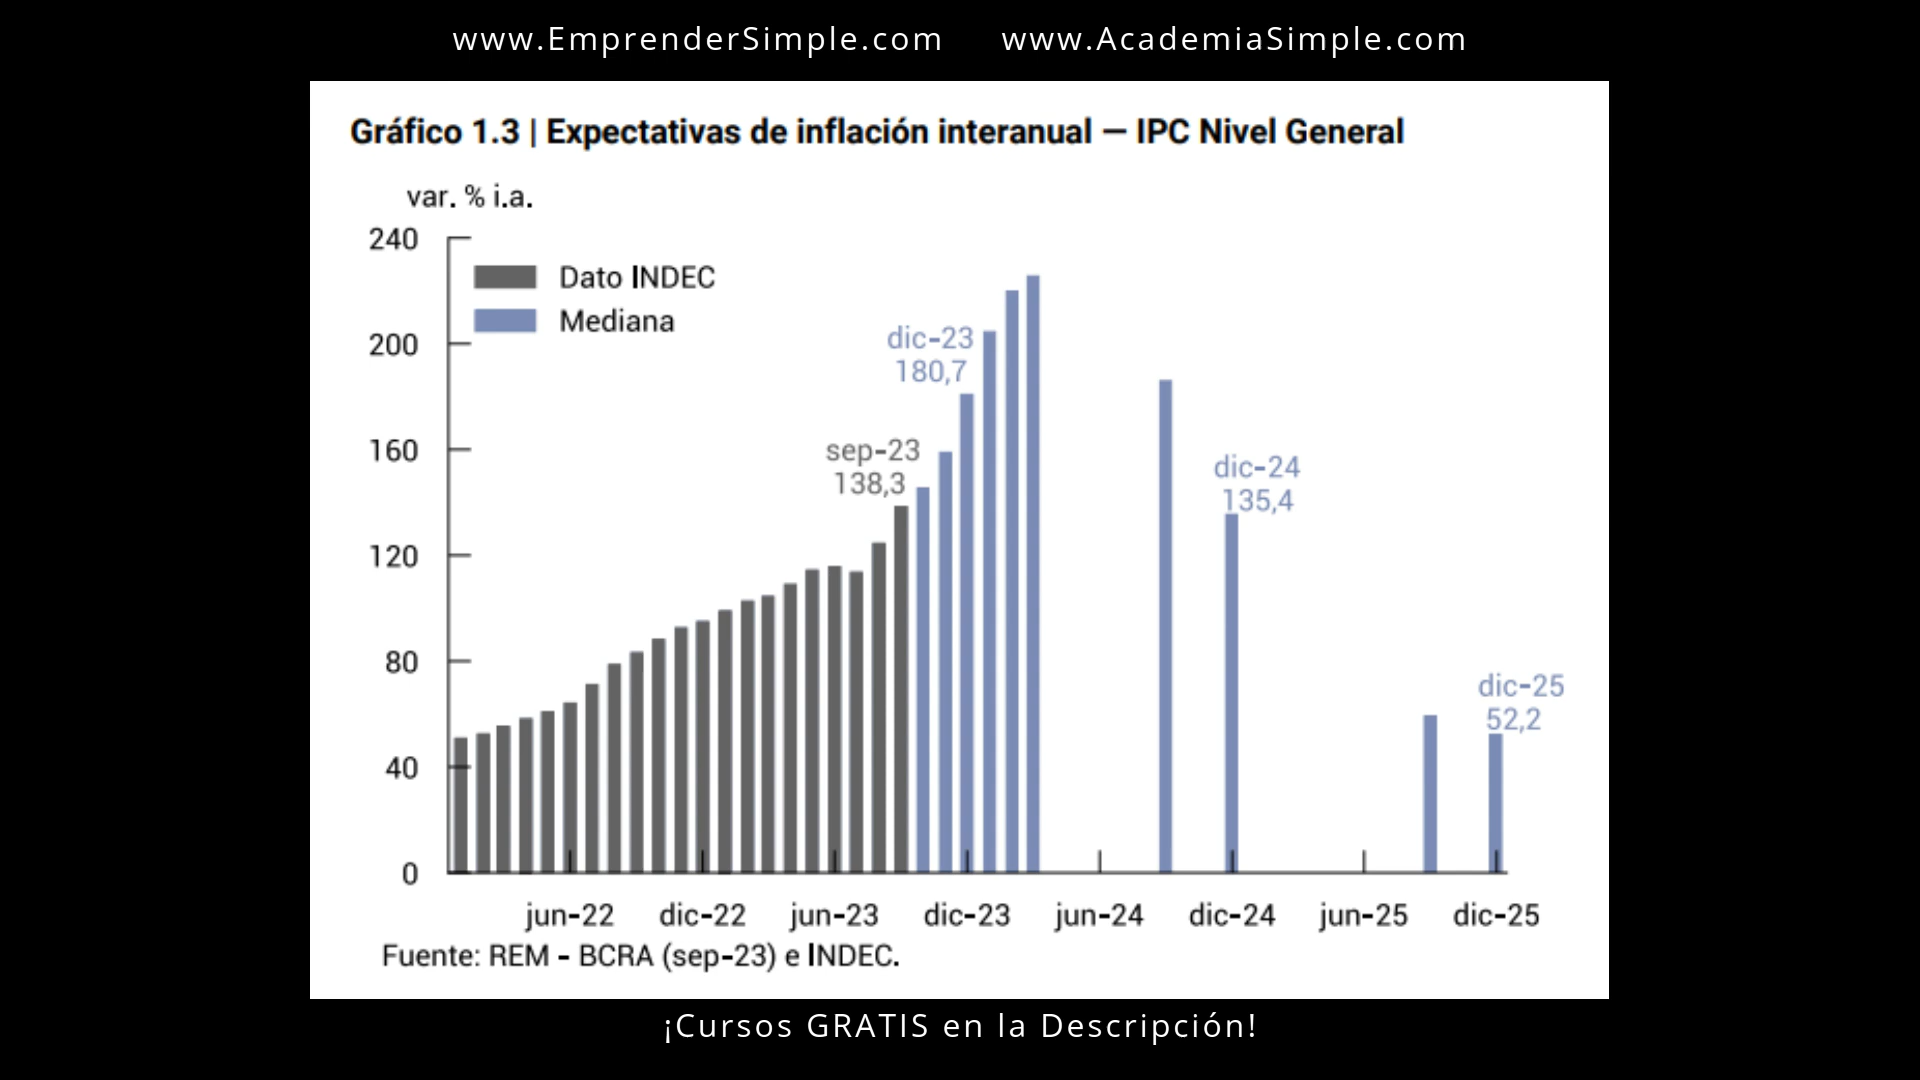 www.EmprenderSimple.com www.AcademiaSimple.com
Gráfico 1.3 | Expectativas de inflación interanual — IPC Nivel General
var. % i.a.
240
Dato INDEC
Mediana
200
dic-23
180,7
160
sep-23
138,3
dic-24
135,4
120
80
dic-25
52,2
40
0
jun-22 dic-22 jun-23 dic-23 jun-24 dic-24 jun-25 dic-25
Fuente: REM - BCRA (sep-23) e INDEC.
¡Cursos GRATIS en la Descripción!